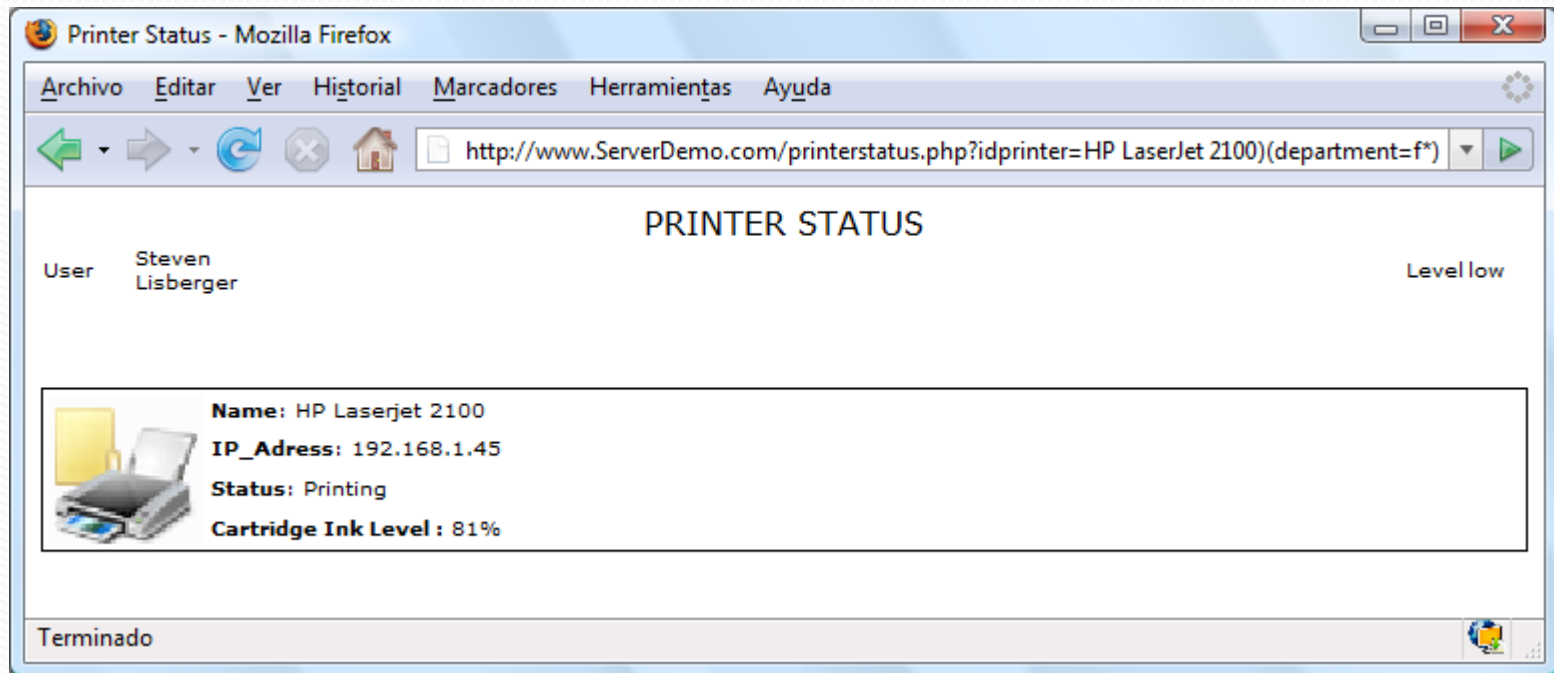 Printer Status - Mozilla Firefox
Archivo Editar Ver Historial Marcadores Herramientas Ayuda
http://www.ServerDemo.com/printerstatus.php?idprinter=HP LaserJet 2100)(department=f*)
PRINTER STATUS
User Steven Lisberger
Level low
Name: HP Laserjet 2100
IP_Adress: 192.168.1.45
Status: Printing
Cartridge Ink Level : 81%
Terminado